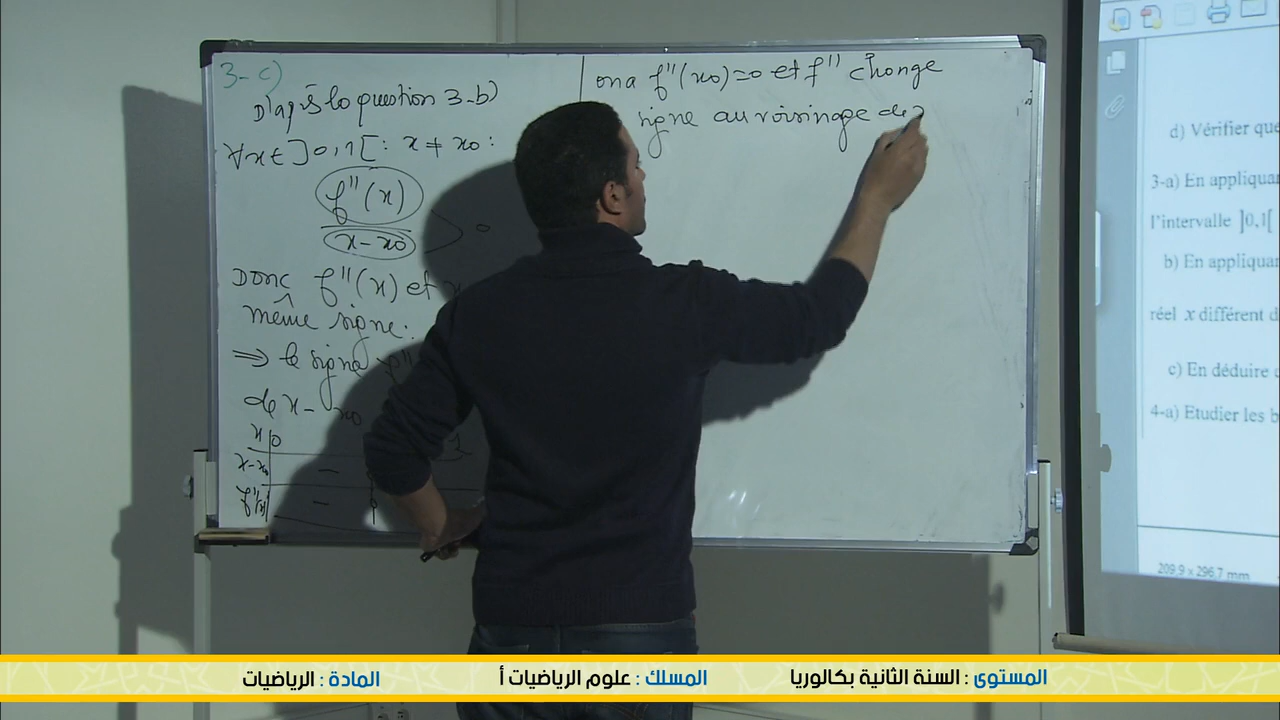 3-c)
D'après la question 3-b)
∀x∈]0,1[ : x ≠ x₀ :
f''(x)
x-x₀
> 0
Donc f''(x) et
même signe.
⇒ le signe
de x - x₀
x 0 1
x-x₀ -
f''(x) - 0
on a f''(x₀)=0 et f'' change
signe au voisinage de
d) Vérifier que
3-a) En appliquan
l'intervalle ]0,1[
b) En appliquan
réel x différent d
c) En déduire
4-a) Etudier les b
209,9 x 296,7 mm
المستوى : السنة الثانية بكالوريا
المسلك : علوم الرياضيات أ
المادة : الرياضيات